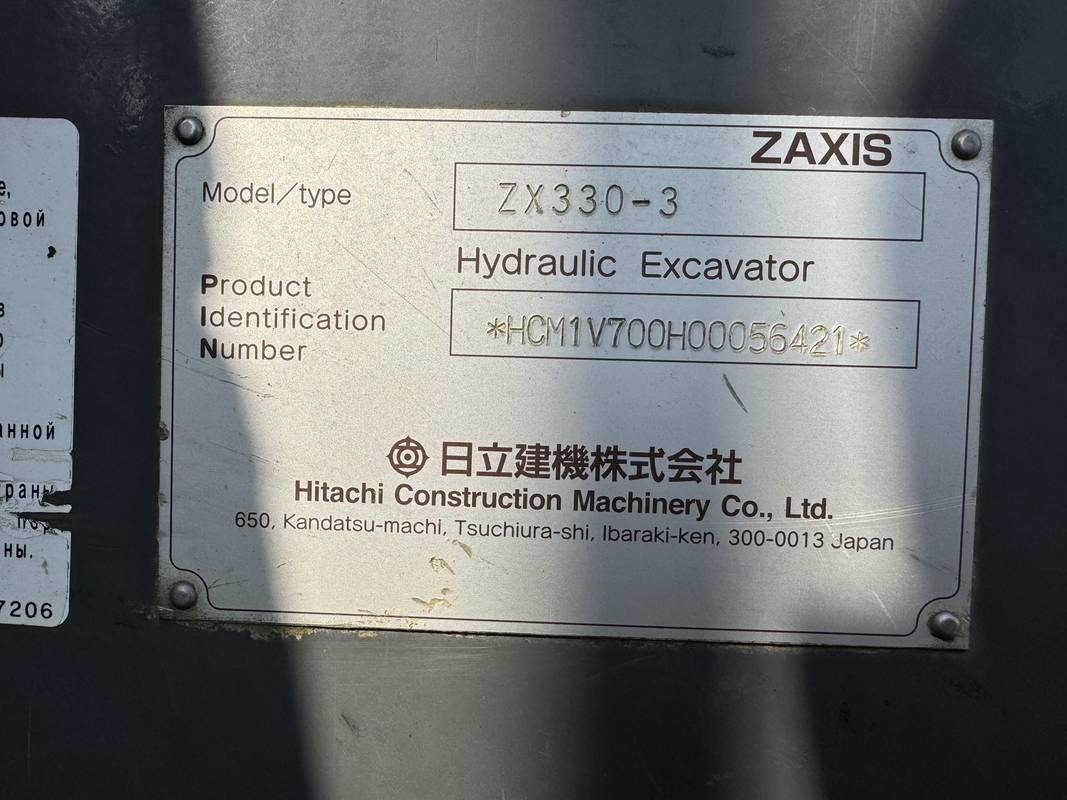 ZAXIS
Model/type
ZX330-3
Hydraulic Excavator
Product
Identification
Number
*HCM1V700H00056421*
日立建機株式会社
Hitachi Construction Machinery Co., Ltd.
650, Kandatsu-machi, Tsuchiura-shi, Ibaraki-ken, 300-0013 Japan
7206